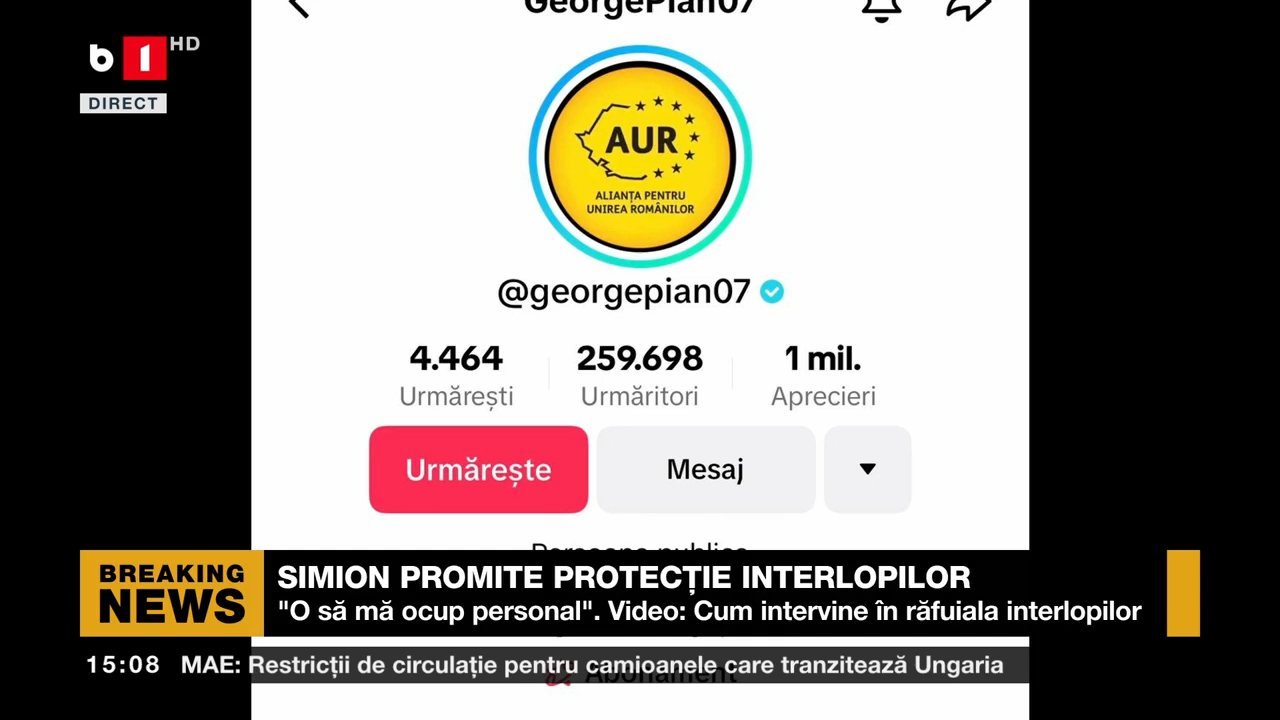 GeorgePian07
b1 HD
DIRECT
AUR
ALIANȚA PENTRU
UNIREA ROMÂNILOR
@georgepian07
4.464 259.698 1 mil.
Urmărești Urmăritori Aprecieri
Urmărește Mesaj
BREAKING
NEWS
SIMION PROMITE PROTECȚIE INTERLOPILOR
"O să mă ocup personal". Video: Cum intervine în răfuiala interlopilor
15:08 MAE: Restricții de circulație pentru camioanele care tranzitează Ungaria
Abonament